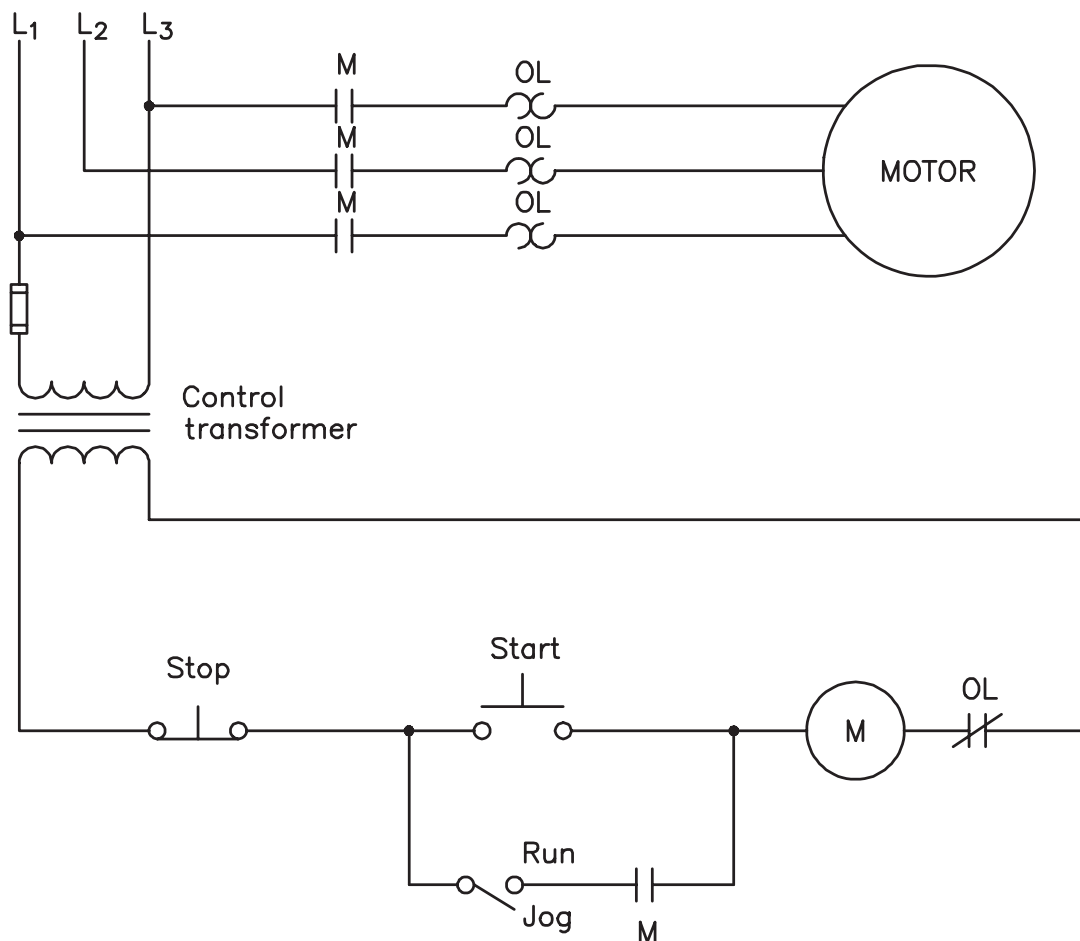 L1 L2 L3
M
OL
M
OL
M
OL
MOTOR
Control
transformer
Stop
Start
M
OL
Run
Jog
M